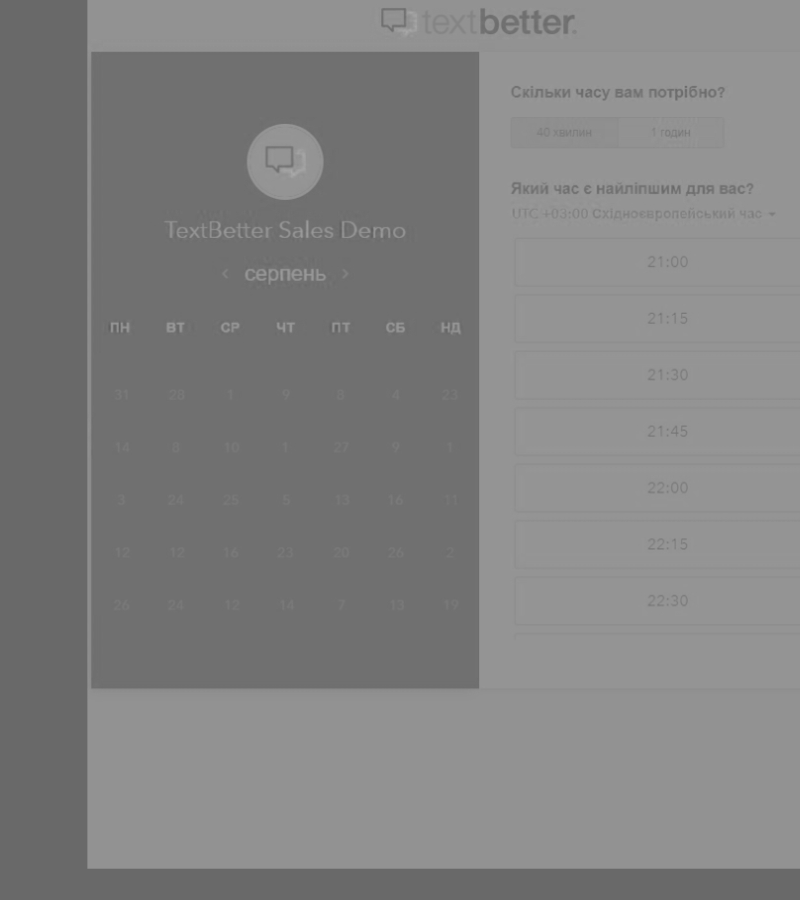 textbetter.
TextBetter Sales Demo
серпень
ПН ВТ СР ЧТ ПТ СБ НД
31 28 1 9 8 4 23
14 8 10 1 27 9 1
3 24 25 5 13 16 11
12 12 16 23 20 26 2
26 24 12 14 7 13 19
Скільки часу вам потрібно?
40 хвилин 1 годин
Який час є найліпшим для вас?
UTC +03:00 Східноєвропейський час
21:00
21:15
21:30
21:45
22:00
22:15
22:30